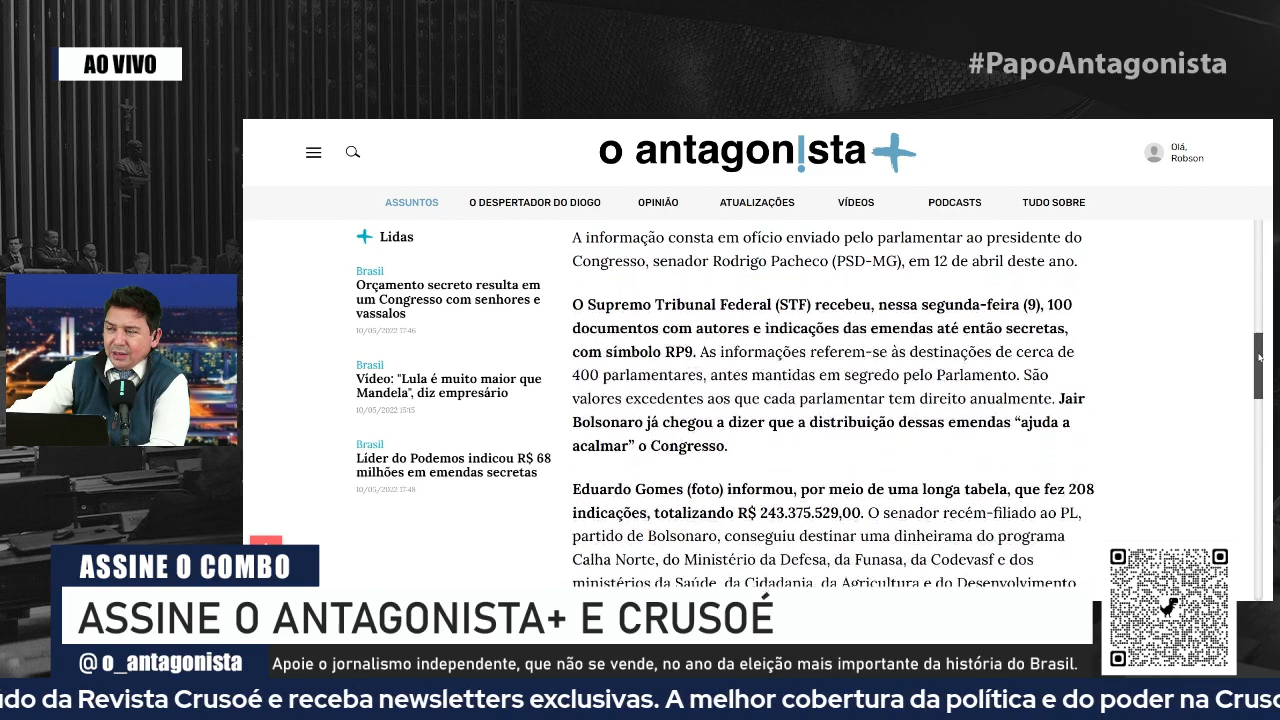 AO VIVO
#PapoAntagonista
o antagon!sta+
Olá,
Robson
ASSUNTOS O DESPERTADOR DO DIOGO OPINIÃO ATUALIZAÇÕES VÍDEOS PODCASTS TUDO SOBRE
+ Lidas
Brasil
Orçamento secreto resulta em
um Congresso com senhores e
vassalos
10/05/2022 17:46
Brasil
Vídeo: "Lula é muito maior que
Mandela", diz empresário
10/05/2022 15:15
Brasil
Líder do Podemos indicou R$ 68
milhões em emendas secretas
10/05/2022 17:48
A informação consta em ofício enviado pelo parlamentar ao presidente do
Congresso, senador Rodrigo Pacheco (PSD-MG), em 12 de abril deste ano.
O Supremo Tribunal Federal (STF) recebeu, nessa segunda-feira (9), 100
documentos com autores e indicações das emendas até então secretas,
com símbolo RP9. As informações referem-se às destinações de cerca de
400 parlamentares, antes mantidas em segredo pelo Parlamento. São
valores excedentes aos que cada parlamentar tem direito anualmente. Jair
Bolsonaro já chegou a dizer que a distribuição dessas emendas “ajuda a
acalmar” o Congresso.
Eduardo Gomes (foto) informou, por meio de uma longa tabela, que fez 208
indicações, totalizando R$ 243.375.529,00. O senador recém-filiado ao PL,
partido de Bolsonaro, conseguiu destinar uma dinheirama do programa
Calha Norte, do Ministério da Defesa, da Funasa, da Codevasf e dos
ministérios da Saúde, da Cidadania, da Agricultura e do Desenvolvimento
ASSINE O COMBO
ASSINE O ANTAGONISTA+ E CRUSOÉ
@o_antagonista
Apoie o jornalismo independente, que não se vende, no ano da eleição mais importante da história do Brasil.
údo da Revista Crusoé e receba newsletters exclusivas. A melhor cobertura da política e do poder na Cruso